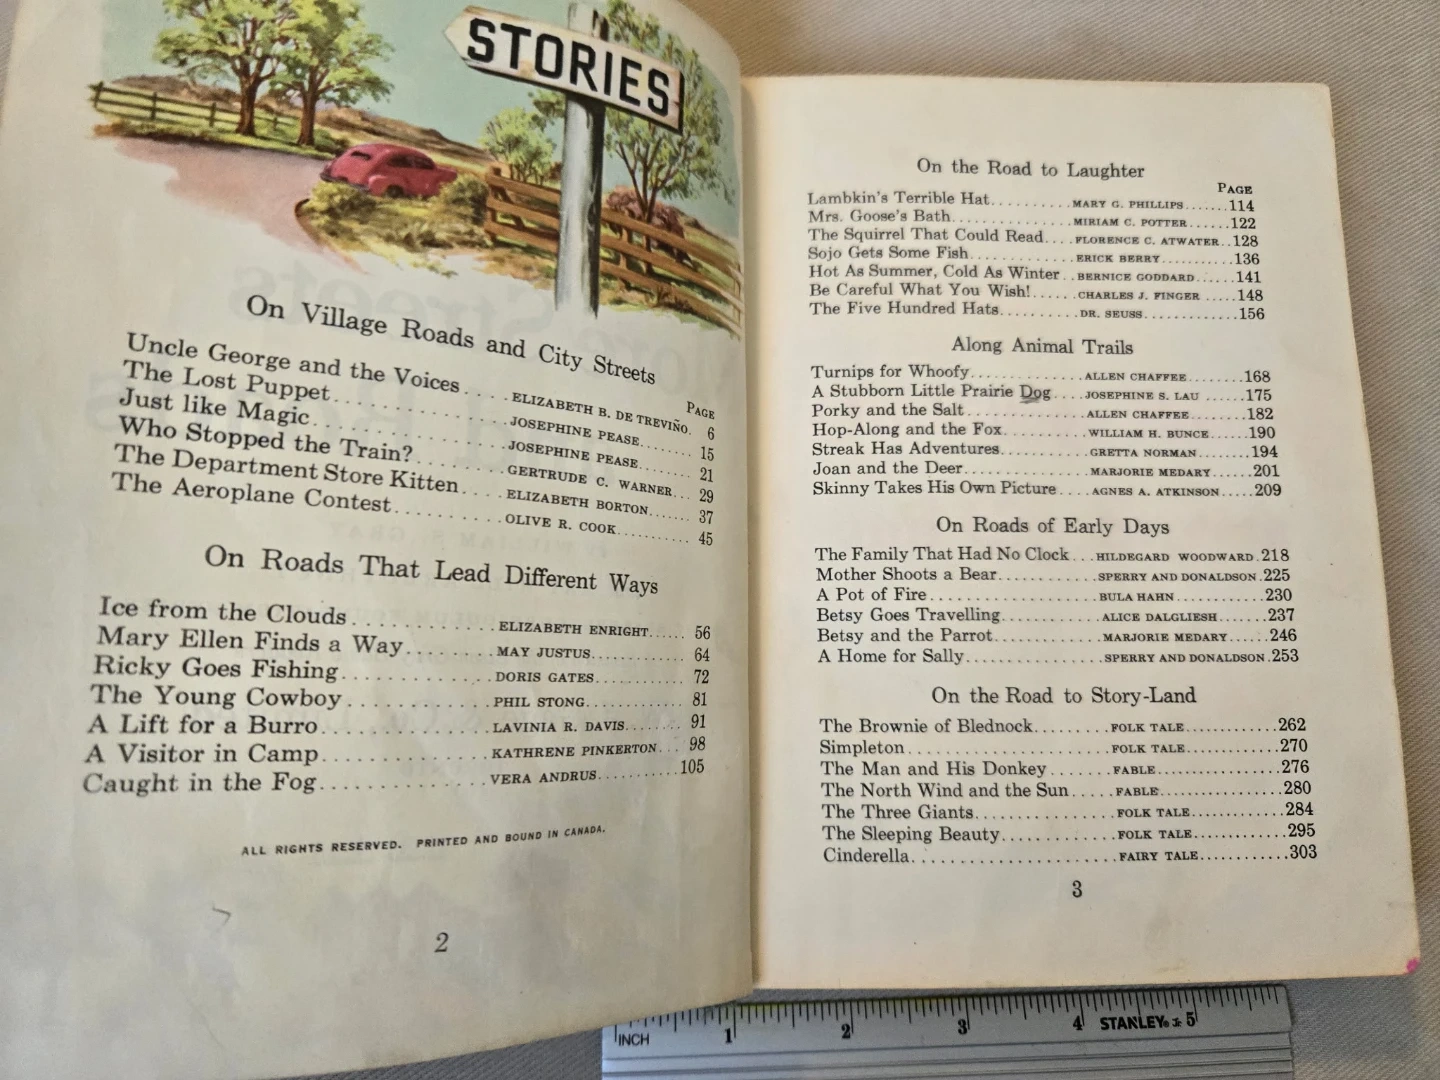 STORIES
On Village Roads and City Streets
PAGE
Uncle George and the Voices.....ELIZABETH B. DE TREVIÑO. 6
The Lost Puppet....................JOSEPHINE PEASE........ 15
Just like Magic....................JOSEPHINE PEASE........ 21
Who Stopped the Train?........GERTRUDE C. WARNER... 29
The Department Store Kitten....ELIZABETH BORTON....... 37
The Aeroplane Contest..........OLIVE R. COOK........... 45
On Roads That Lead Different Ways
Ice from the Clouds.............ELIZABETH ENRIGHT...... 56
Mary Ellen Finds a Way........MAY JUSTUS............. 64
Ricky Goes Fishing.............DORIS GATES............ 72
The Young Cowboy............PHIL STONG............. 81
A Lift for a Burro...............LAVINIA R. DAVIS........ 91
A Visitor in Camp...............KATHRENE PINKERTON... 98
Caught in the Fog..............VERA ANDRUS...........105
ALL RIGHTS RESERVED. PRINTED AND BOUND IN CANADA.
2
On the Road to Laughter
PAGE
Lambkin's Terrible Hat..........MARY G. PHILLIPS.......114
Mrs. Goose's Bath...............MIRIAM C. POTTER......122
The Squirrel That Could Read....FLORENCE C. ATWATER..128
Sojo Gets Some Fish.............ERICK BERRY...........136
Hot As Summer, Cold As Winter..BERNICE GODDARD......141
Be Careful What You Wish!......CHARLES J. FINGER .....148
The Five Hundred Hats..........DR. SEUSS.............156
Along Animal Trails
Turnips for Whoofy..............ALLEN CHAFFEE........168
A Stubborn Little Prairie Dog....JOSEPHINE S. LAU ......175
Porky and the Salt..............ALLEN CHAFFEE........182
Hop-Along and the Fox..........WILLIAM H. BUNCE......190
Streak Has Adventures...........GRETTA NORMAN.......194
Joan and the Deer...............MARJORIE MEDARY......201
Skinny Takes His Own Picture....AGNES A. ATKINSON.....209
On Roads of Early Days
The Family That Had No Clock...HILDEGARD WOODWARD.218
Mother Shoots a Bear............SPERRY AND DONALDSON.225
A Pot of Fire....................BULA HAHN............230
Betsy Goes Travelling............ALICE DALGLIESH.......237
Betsy and the Parrot.............MARJORIE MEDARY......246
A Home for Sally................SPERRY AND DONALDSON.253
On the Road to Story-Land
The Brownie of Blednock.........FOLK TALE............262
Simpleton........................FOLK TALE............270
The Man and His Donkey.......FABLE................276
The North Wind and the Sun.....FABLE................280
The Three Giants................FOLK TALE............284
The Sleeping Beauty.............FOLK TALE............295
Cinderella.......................FAIRY TALE............303
3
INCH 1 2 3 4 STANLEY® 5